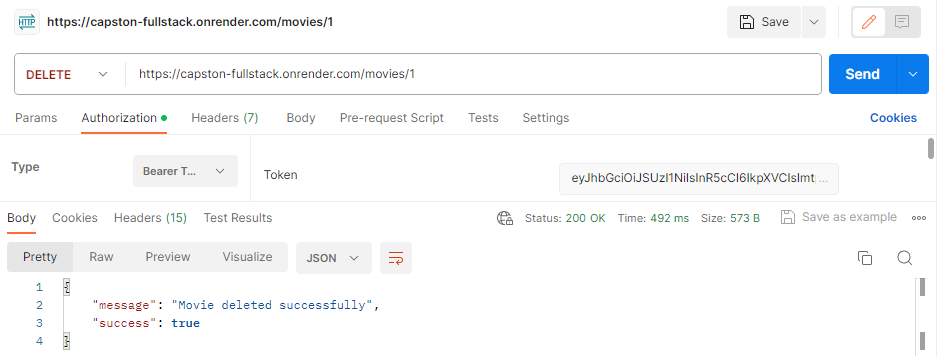 HTTP https://capston-fullstack.onrender.com/movies/1 Save
DELETE https://capston-fullstack.onrender.com/movies/1 Send
Params Authorization Headers (7) Body Pre-request Script Tests Settings Cookies
Type Bearer T... Token eyJhbGciOiJSUzI1NiIsInR5cCI6IkpXVCIsImt ...
Body Cookies Headers (15) Test Results Status: 200 OK Time: 492 ms Size: 573 B Save as example
Pretty Raw Preview Visualize JSON
1 {
2 "message": "Movie deleted successfully",
3 "success": true
4 }